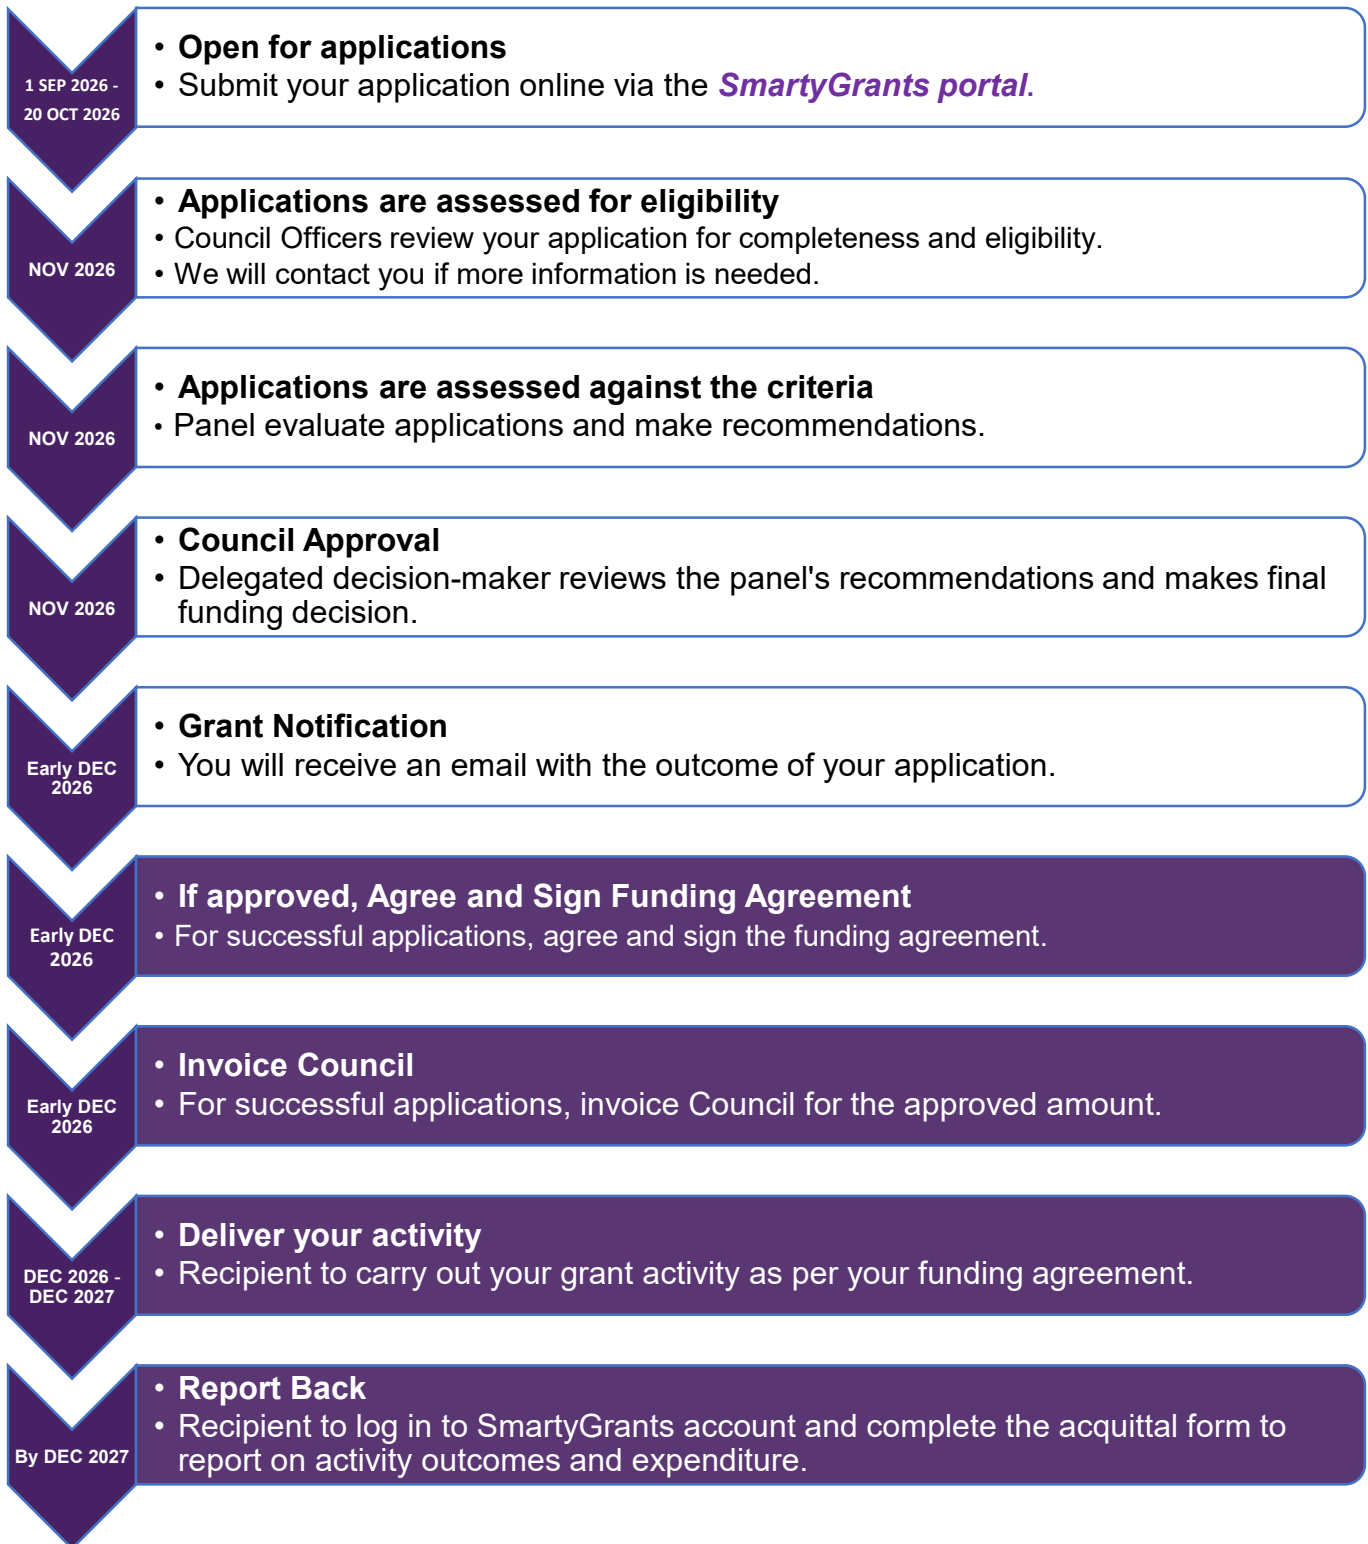 1 SEP 2026 -
20 OCT 2026
• Open for applications
• Submit your application online via the SmartyGrants portal.
NOV 2026
• Applications are assessed for eligibility
• Council Officers review your application for completeness and eligibility.
• We will contact you if more information is needed.
NOV 2026
• Applications are assessed against the criteria
• Panel evaluate applications and make recommendations.
NOV 2026
• Council Approval
• Delegated decision-maker reviews the panel's recommendations and makes final
funding decision.
Early DEC
2026
• Grant Notification
• You will receive an email with the outcome of your application.
Early DEC
2026
• If approved, Agree and Sign Funding Agreement
• For successful applications, agree and sign the funding agreement.
Early DEC
2026
• Invoice Council
• For successful applications, invoice Council for the approved amount.
DEC 2026 -
DEC 2027
• Deliver your activity
• Recipient to carry out your grant activity as per your funding agreement.
By DEC 2027
• Report Back
• Recipient to log in to SmartyGrants account and complete the acquittal form to
report on activity outcomes and expenditure.